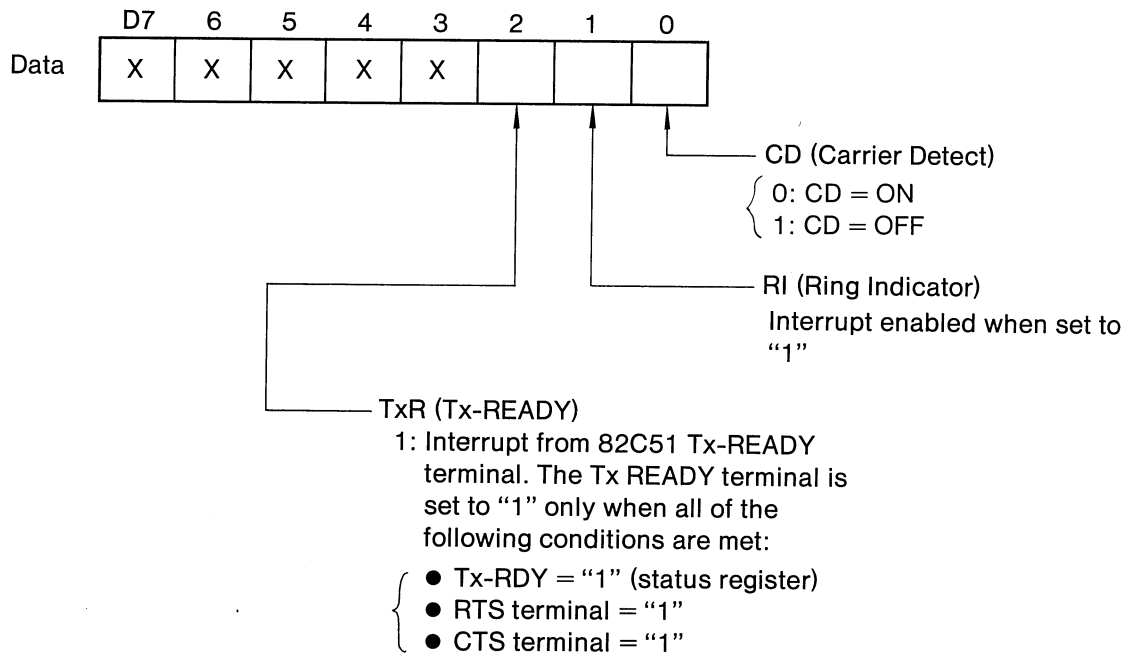 D7 6 5 4 3 2 1 0
Data X X X X X
CD (Carrier Detect)
0: CD = ON
1: CD = OFF
RI (Ring Indicator)
Interrupt enabled when set to
“1”
TxR (Tx-READY)
1: Interrupt from 82C51 Tx-READY
terminal. The Tx READY terminal is
set to “1” only when all of the
following conditions are met:
● Tx-RDY = “1” (status register)
● RTS terminal = “1”
● CTS terminal = “1”